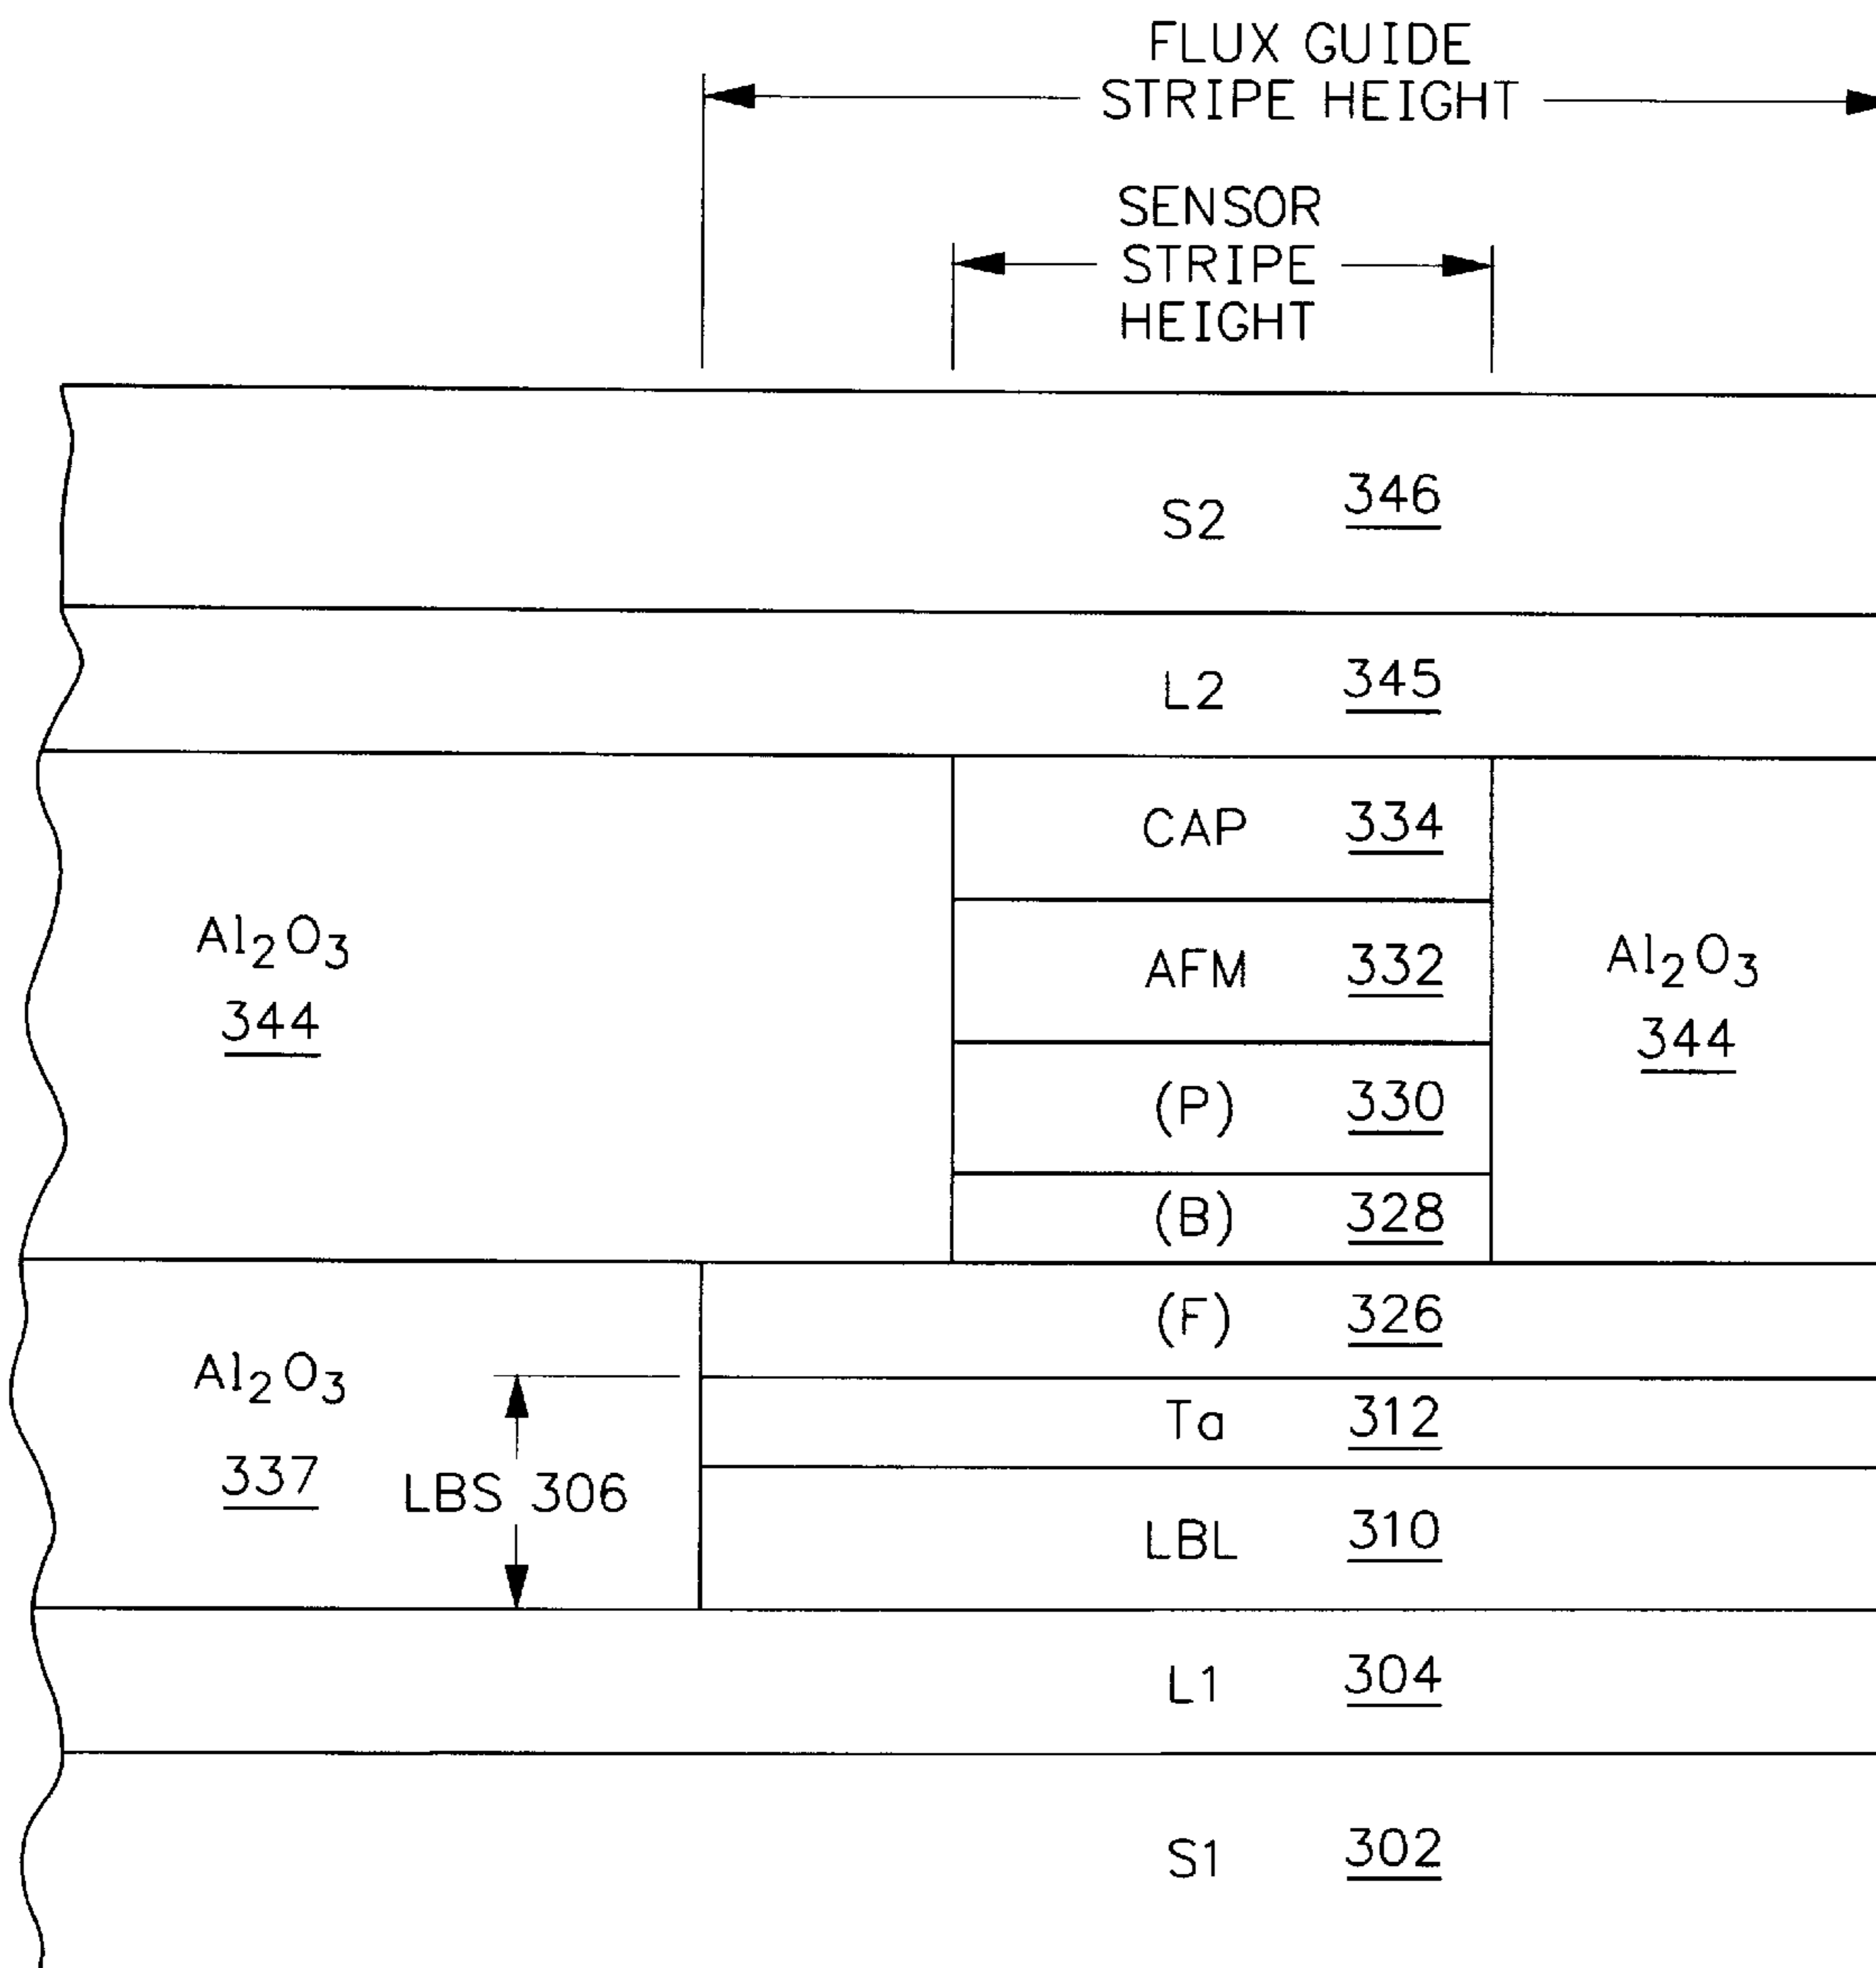 FLUX GUIDE
STRIPE HEIGHT
SENSOR
STRIPE
HEIGHT
S2 346
L2 345
CAP 334
AFM 332
(P) 330
(B) 328
Al₂O₃
344
Al₂O₃
344
(F) 326
Ta 312
LBL 310
Al₂O₃
337
LBS 306
L1 304
S1 302